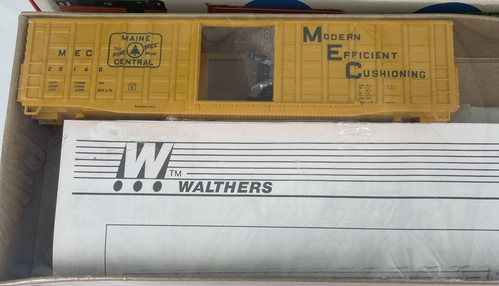 MEC
29148
MAINE
CENTRAL
MODERN
EFFICIENT
CUSHIONING
W TM
WALTHERS